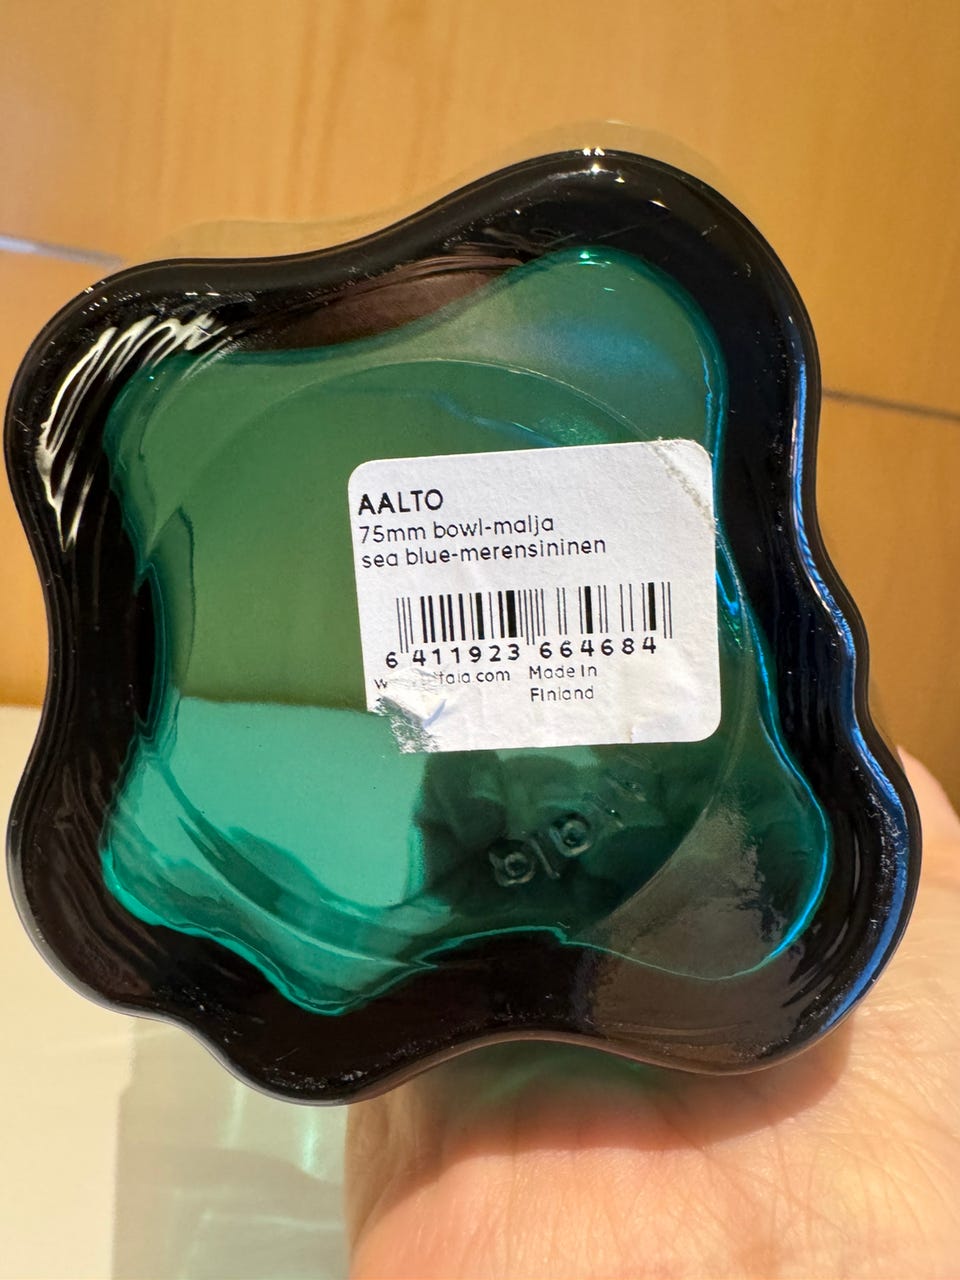 AALTO
75mm bowl-malja
sea blue-merensininen
6 411923 664684
Made in
Finland